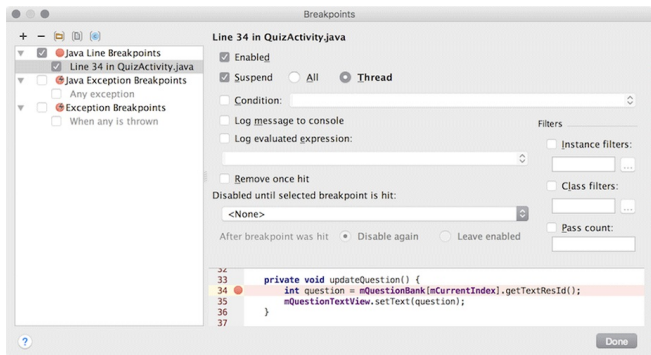 Breakpoints
Java Line Breakpoints
Line 34 in QuizActivity.java
Java Exception Breakpoints
Any exception
Exception Breakpoints
When any is thrown
Line 34 in QuizActivity.java
Enabled
Suspend All Thread
Condition:
Log message to console
Log evaluated expression:
Remove once hit
Disabled until selected breakpoint is hit:
<None>
After breakpoint was hit Disable again Leave enabled
Filters
Instance filters:
...
Class filters:
...
Pass count:
32
33 private void updateQuestion() {
34 int question = mQuestionBank[mCurrentIndex].getTextResId();
35 mQuestionTextView.setText(question);
36 }
37
? Done